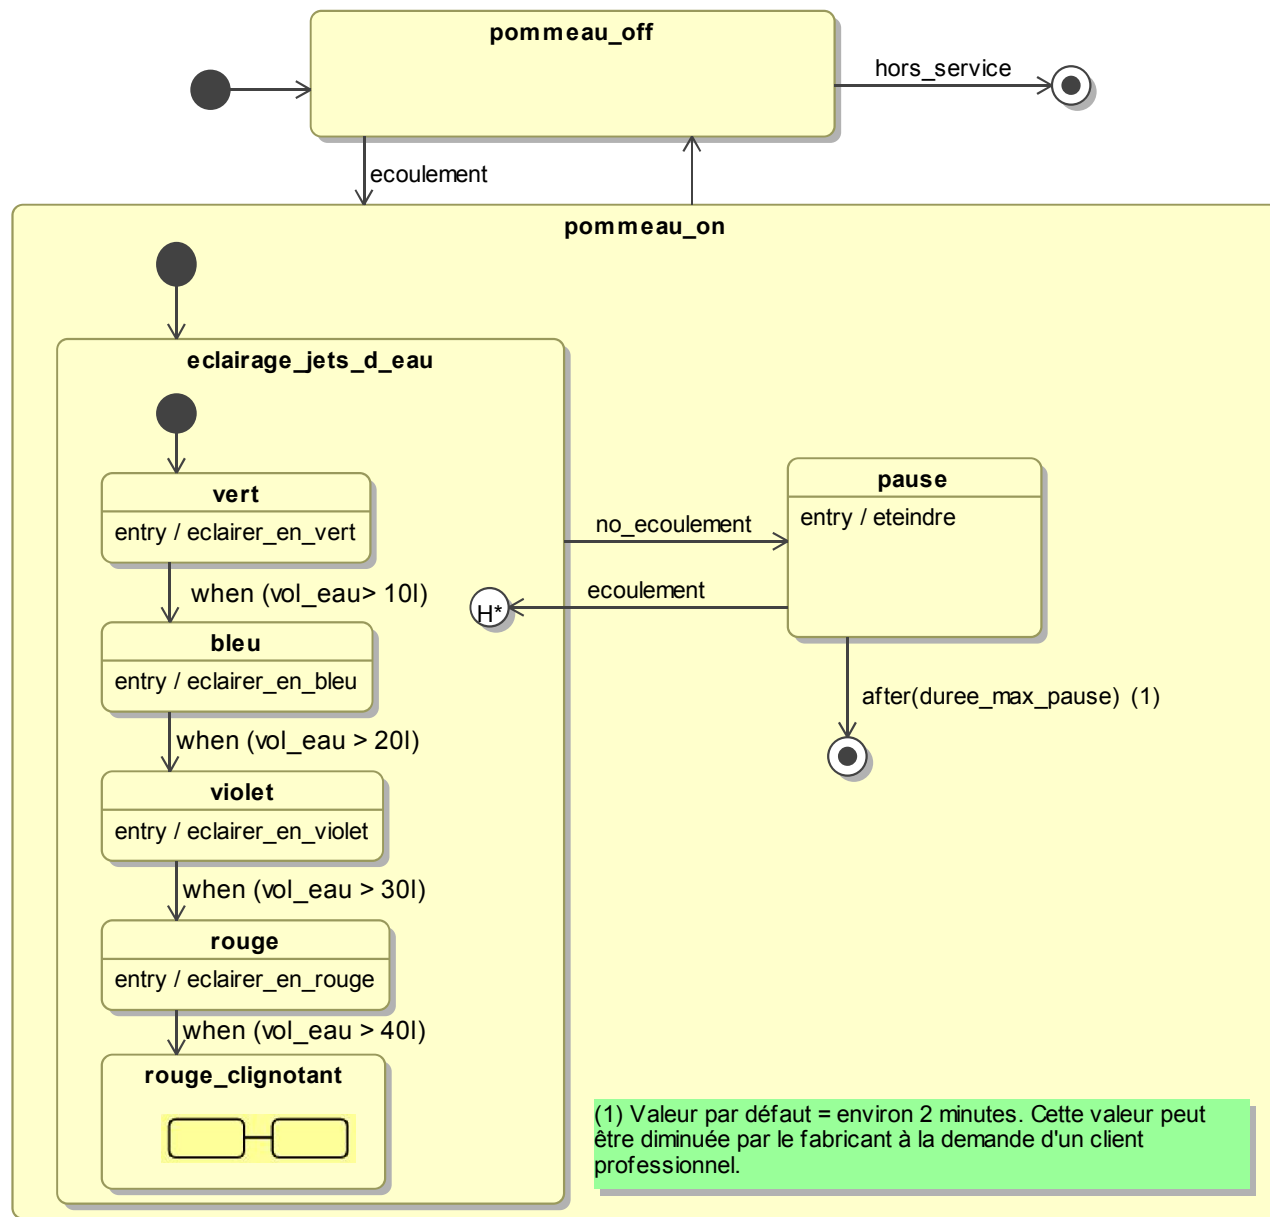 pommeau_off
hors_service
ecoulement
pommeau_on
eclairage_jets_d_eau
vert
entry / eclairer_en_vert
when (vol_eau> 10l)
bleu
entry / eclairer_en_bleu
when (vol_eau > 20l)
violet
entry / eclairer_en_violet
when (vol_eau > 30l)
rouge
entry / eclairer_en_rouge
when (vol_eau > 40l)
rouge_clignotant
no_ecoulement
ecoulement
H*
pause
entry / eteindre
after(duree_max_pause) (1)
(1) Valeur par défaut = environ 2 minutes. Cette valeur peut
être diminuée par le fabricant à la demande d'un client
professionnel.